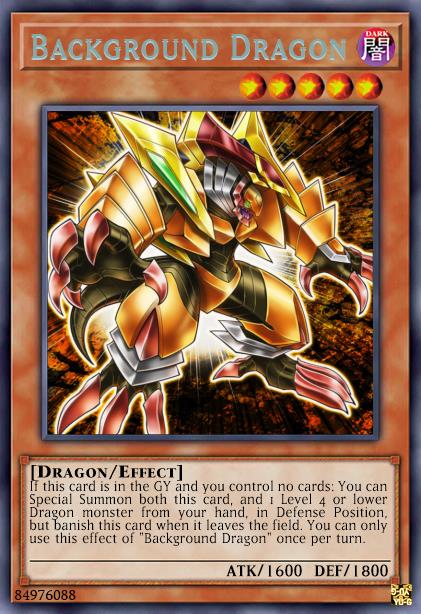 BACKGROUND DRAGON
DARK
闇
[DRAGON/EFFECT]
If this card is in the GY and you control no cards: You can
Special Summon both this card, and 1 Level 4 or lower
Dragon monster from your hand, in Defense Position,
but banish this card when it leaves the field. You can only
use this effect of "Background Dragon" once per turn.
ATK/1600 DEF/1800
84976088